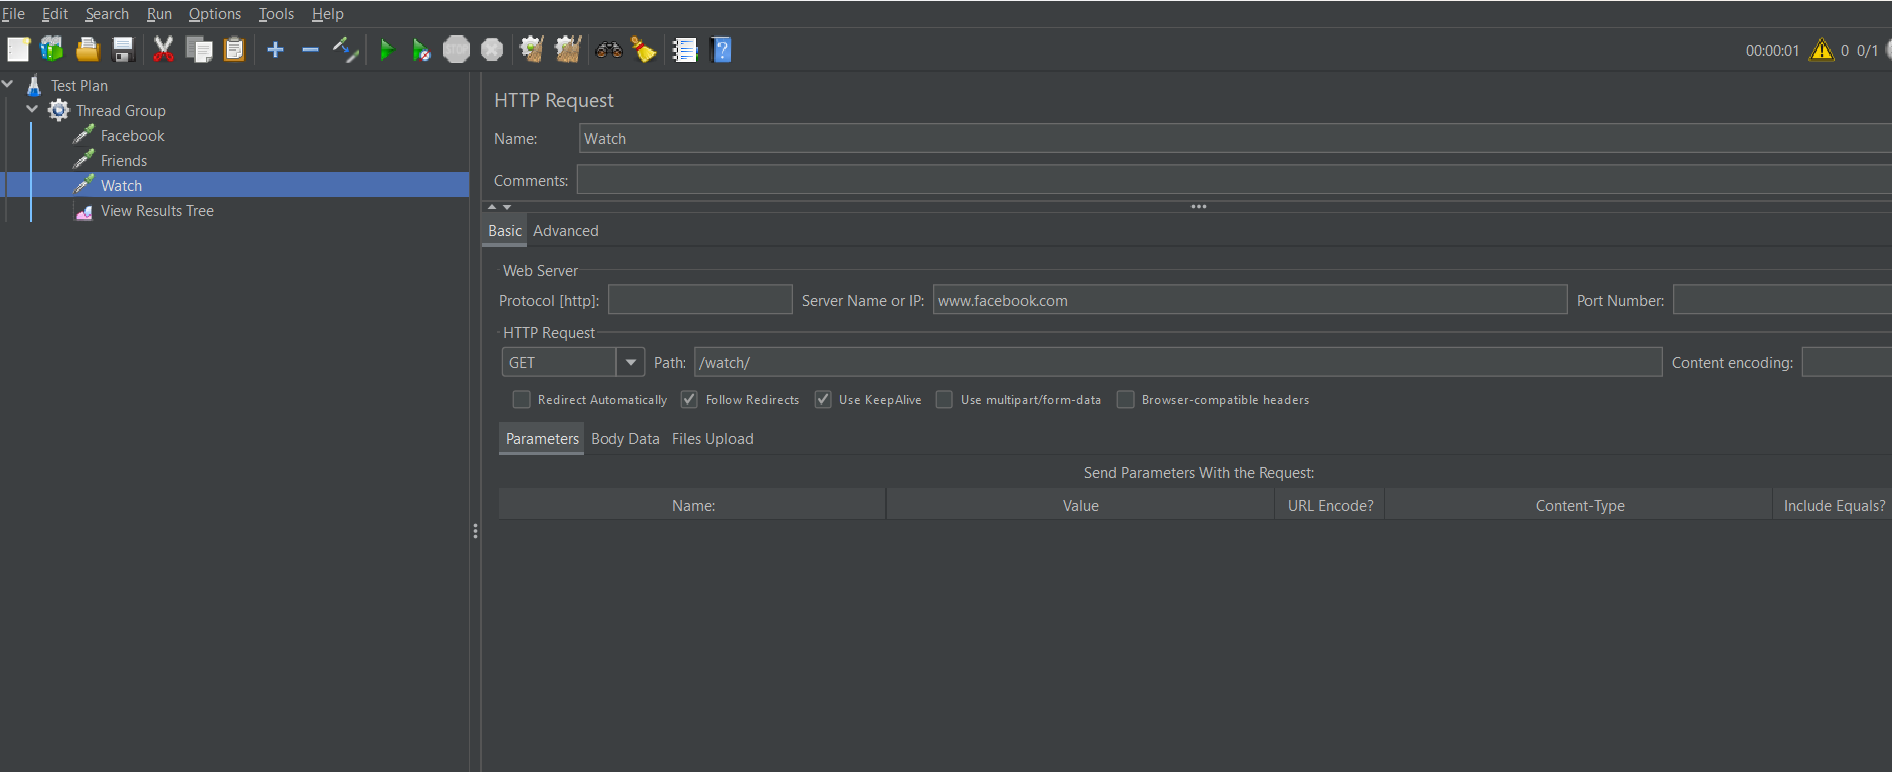 File Edit Search Run Options Tools Help
STOP
00:00:01 0 0/1
Test Plan
Thread Group
Facebook
Friends
Watch
View Results Tree
HTTP Request
Name: Watch
Comments:
Basic Advanced
Web Server
Protocol [http]: Server Name or IP: www.facebook.com Port Number:
HTTP Request
GET Path: /watch/ Content encoding:
Redirect Automatically Follow Redirects Use KeepAlive Use multipart/form-data Browser-compatible headers
Parameters Body Data Files Upload
Send Parameters With the Request:
Name: Value URL Encode? Content-Type Include Equals?